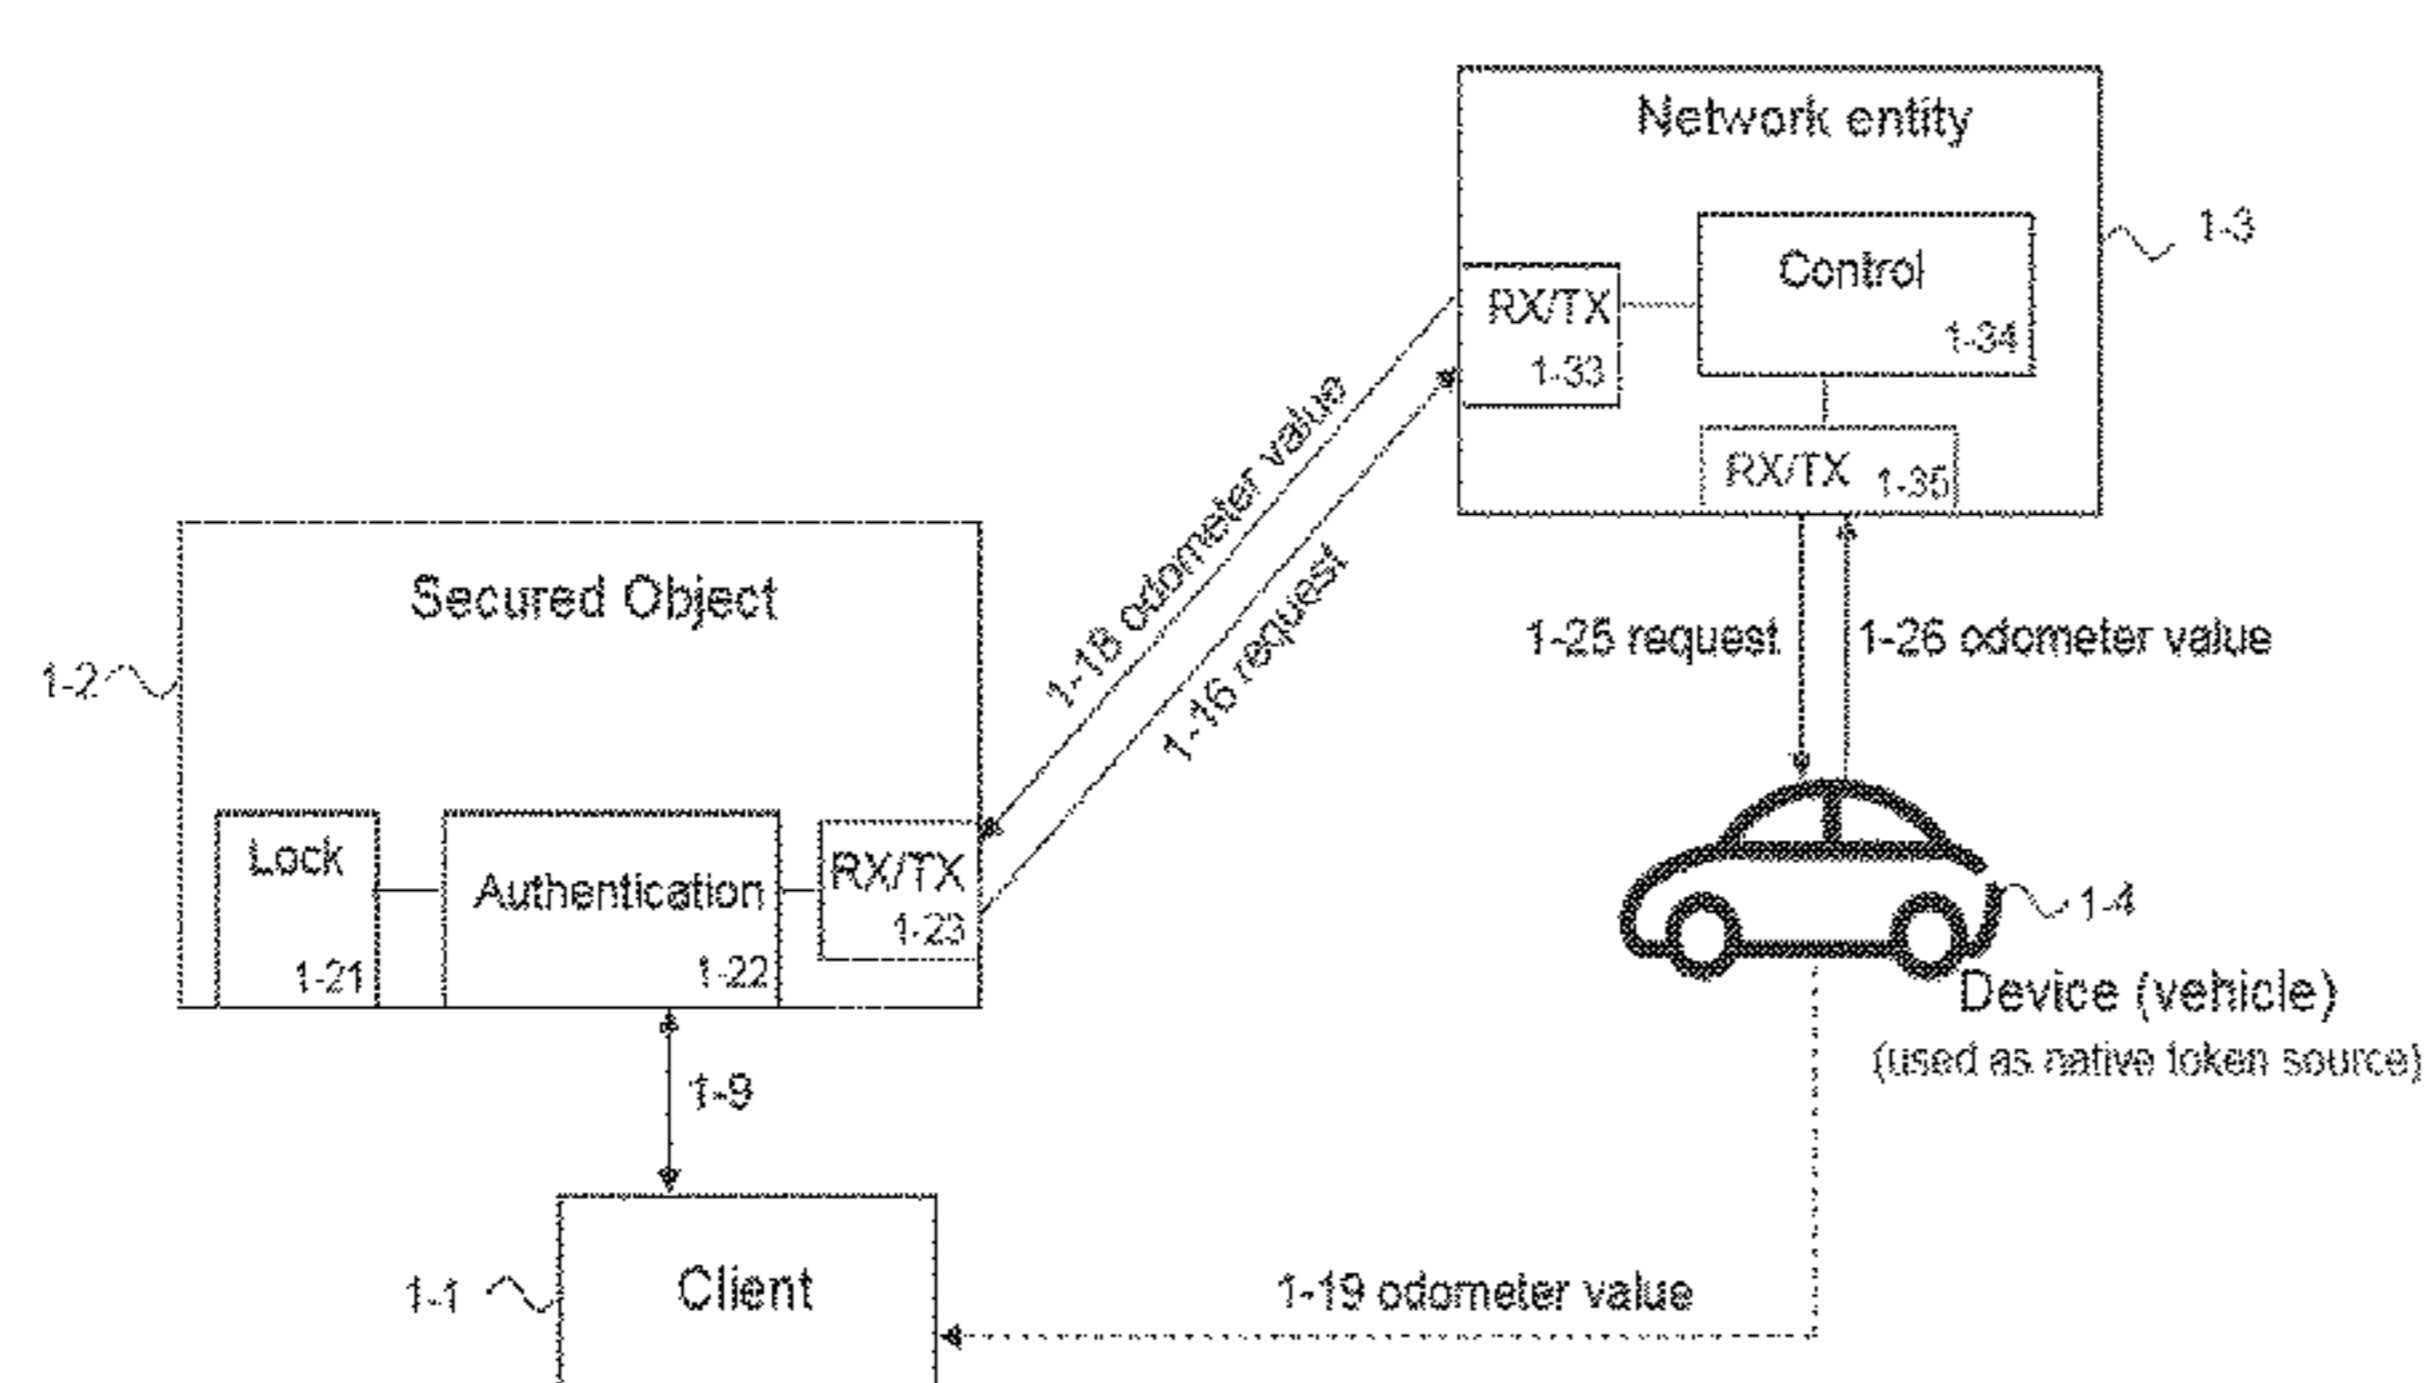 Network entity
1-3
Control
1-34
RX/TX
1-33
RX/TX 1-35
1-18 odometer value
1-16 request
Secured Object
1-2
1-25 request
1-26 odometer value
Lock
1-21
Authentication
1-22
RX/TX
1-23
1-4
Device (vehicle)
(used as native token source)
1-9
1-1
Client
1-19 odometer value